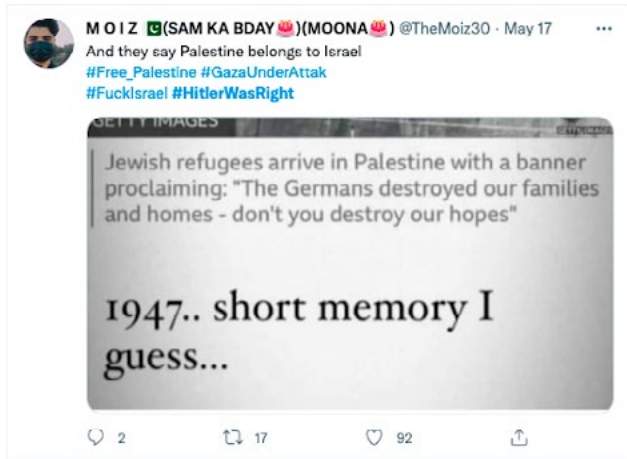 M O I Z 🇵🇰(SAM KA BDAY🎂)(MOONA🎂) @TheMoiz30 · May 17
And they say Palestine belongs to Israel
#Free_Palestine #GazaUnderAttak
#FuckIsrael #HitlerWasRight
GETTY IMAGES
Jewish refugees arrive in Palestine with a banner
proclaiming: "The Germans destroyed our families
and homes - don't you destroy our hopes"
1947.. short memory I
guess...
2 17 92